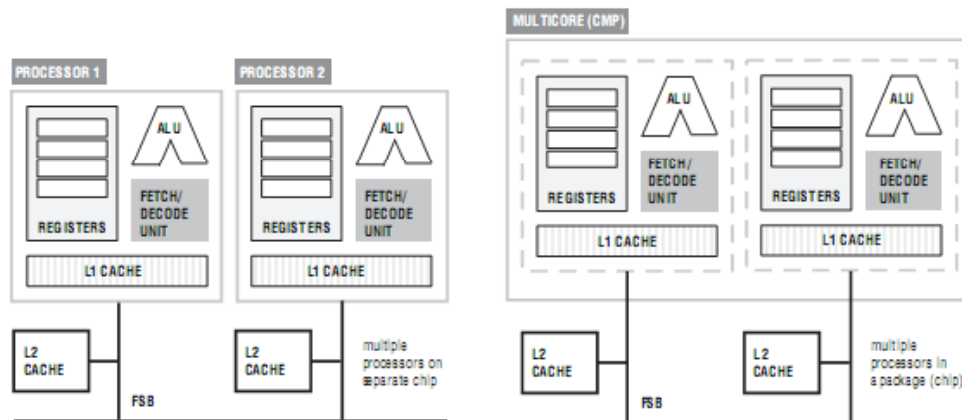 PROCESSOR 1
REGISTERS
ALU
FETCH/
DECODE
UNIT
L1 CACHE
L2
CACHE
FSB
PROCESSOR 2
REGISTERS
ALU
FETCH/
DECODE
UNIT
L1 CACHE
L2
CACHE
multiple
processors on
separate chip
MULTICORE (CMP)
REGISTERS
ALU
FETCH/
DECODE
UNIT
L1 CACHE
L2
CACHE
FSB
REGISTERS
ALU
FETCH/
DECODE
UNIT
L1 CACHE
L2
CACHE
multiple
processors in
a package (chip)